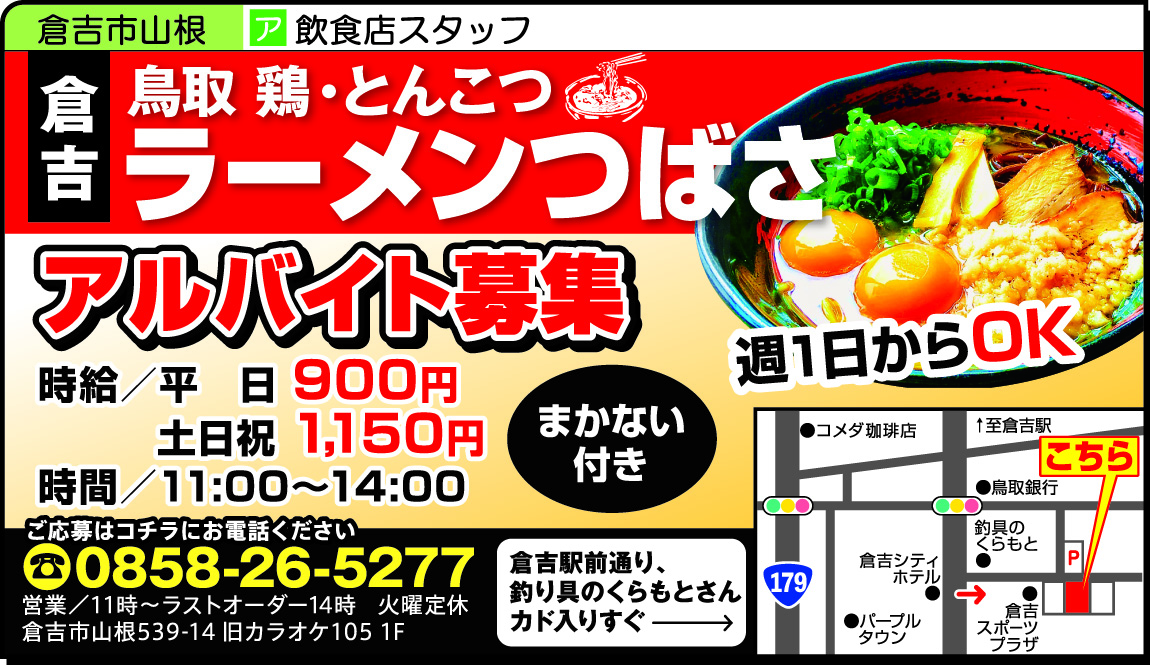 倉吉市山根
ア 飲食店スタッフ
倉吉
鳥取 鶏・とんこつ
ラーメンつばさ
アルバイト募集
週1日からOK
時給／平 日 900円
土日祝 1,150円
時間／11:00〜14:00
まかない
付き
ご応募はコチラにお電話ください
☎0858-26-5277
営業／11時〜ラストオーダー14時 火曜定休
倉吉市山根539-14 旧カラオケ105 1F
倉吉駅前通り、
釣り具のくらもとさん
カド入りすぐ→
●コメダ珈琲店
↑至倉吉駅
こちら
●鳥取銀行
釣具の
くらもと
●
P
倉吉シティ
ホテル
●
→
179
●パープル
タウン
●
倉吉
スポーツ
プラザ